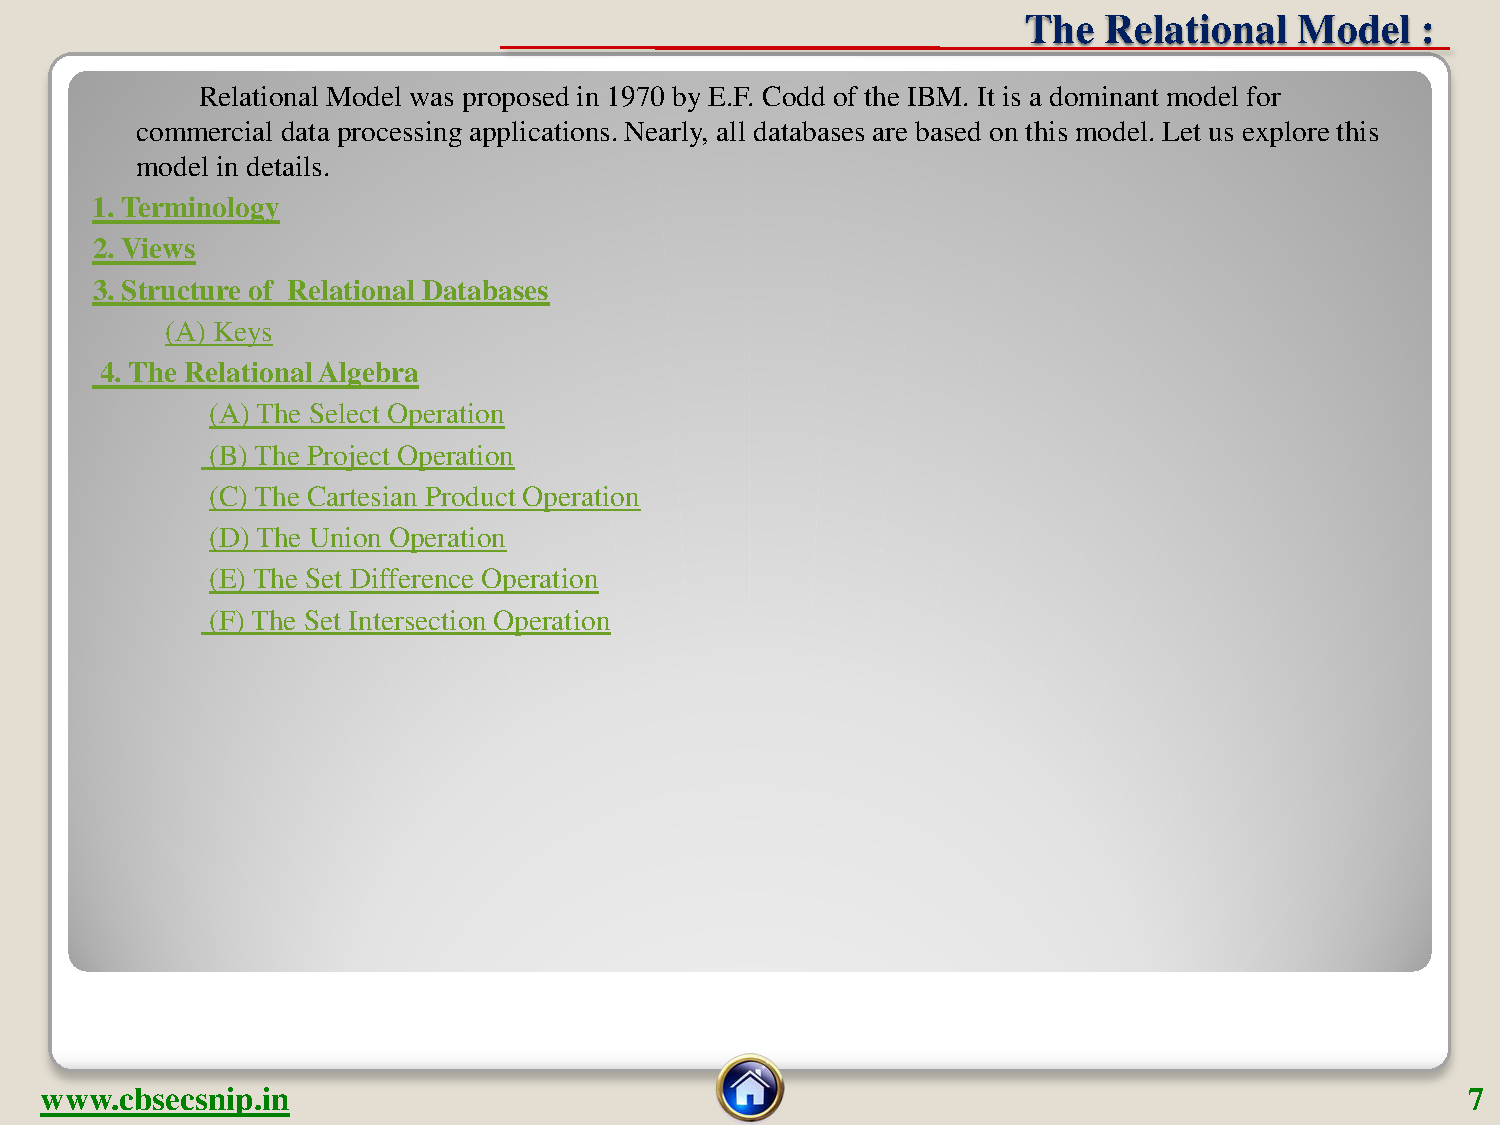 The Relational Model :
Relational Model was proposed in 1970 by E.F. Codd of the IBM. It is a dominant model for
commercial data processing applications. Nearly, all databases are based on this model. Let us explore this
model in details.
1. Terminology
2. Views
3. Structure of  Relational Databases
(A) Keys
4. The Relational Algebra
(A) The Select Operation
(B) The Project Operation
(C) The Cartesian Product Operation
(D) The Union Operation
(E) The Set Difference Operation
(F) The Set Intersection Operation
www.cbsecsnip.in
7